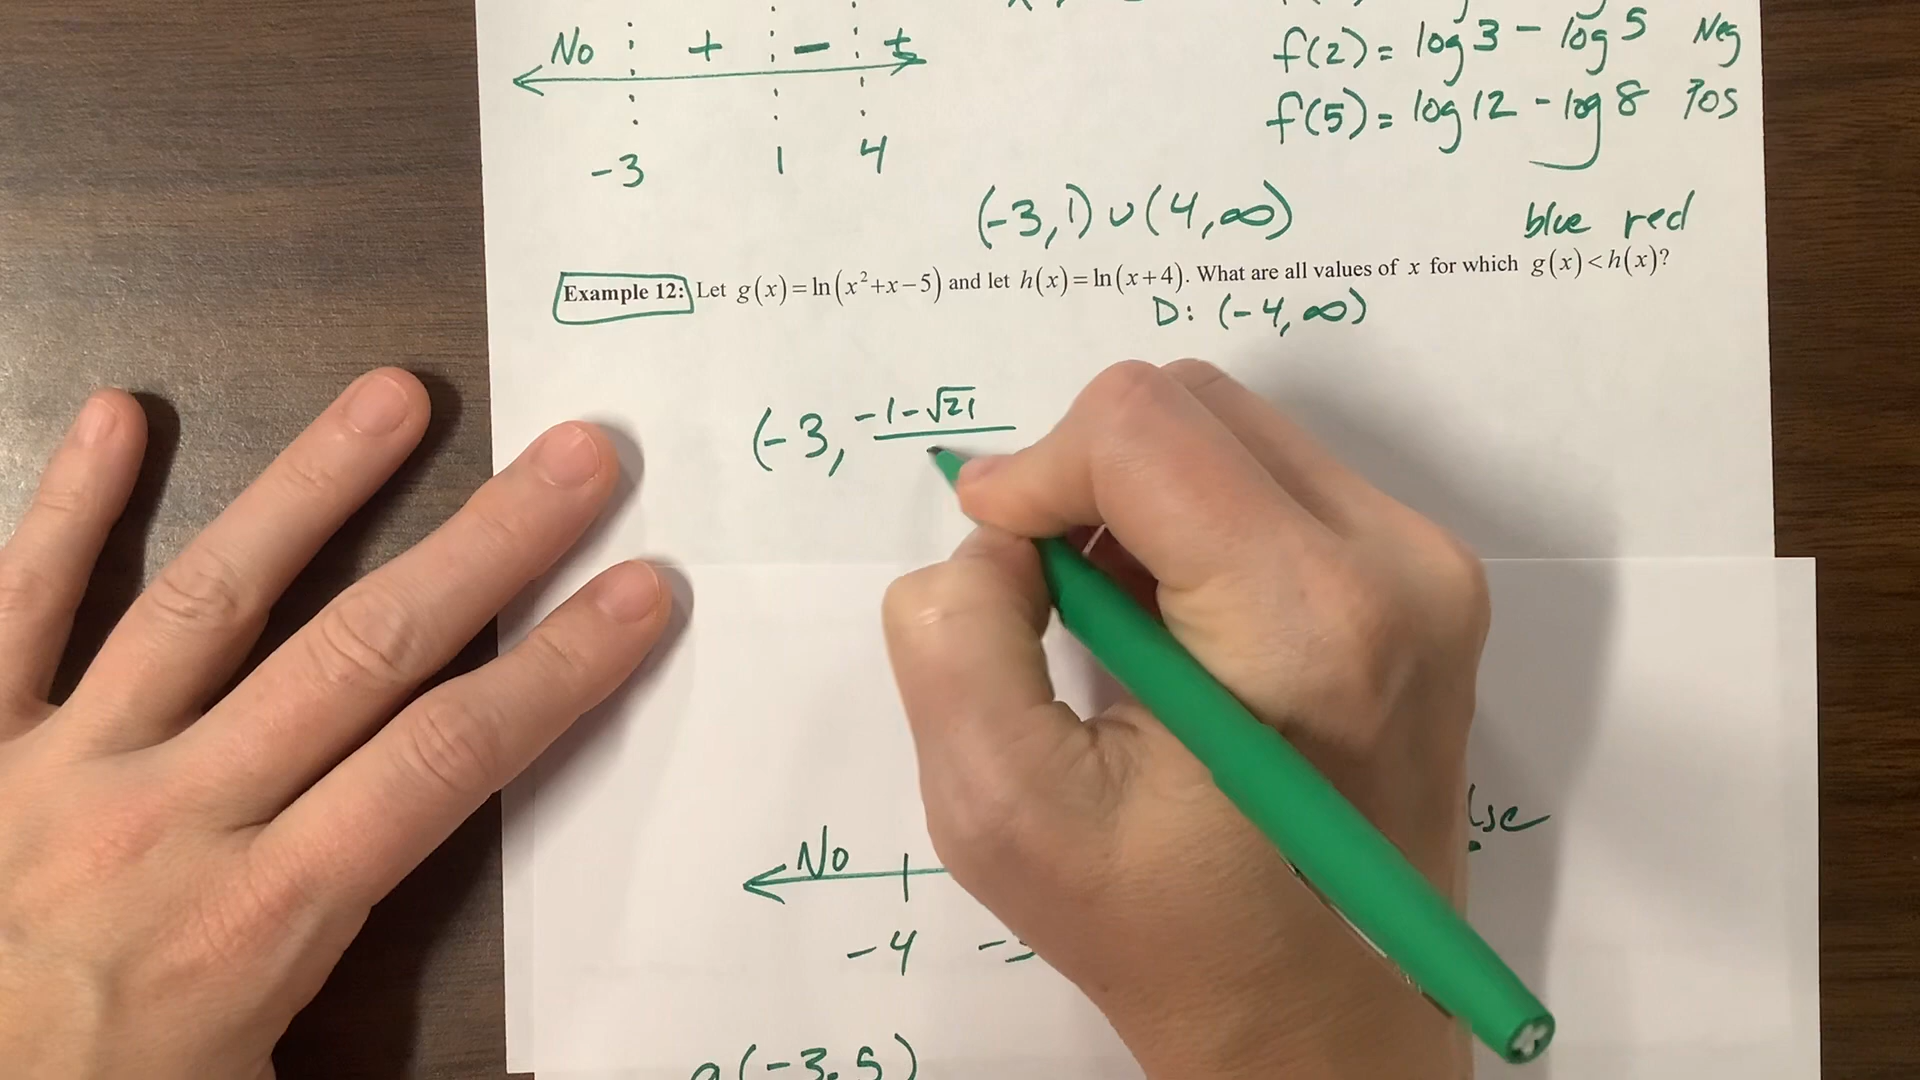 f(2) = log 3 - log 5 Neg
No + - +
f(5) = log 12 - log 8 Pos
-3 1 4
(-3, 1) ∪ (4, ∞)
blue red
Example 12: Let g(x) = ln(x²+x−5) and let h(x) = ln(x+4). What are all values of x for which g(x) < h(x)?
D: (-4, ∞)
(-3, -1-√21
No
-4
g(-3.5)